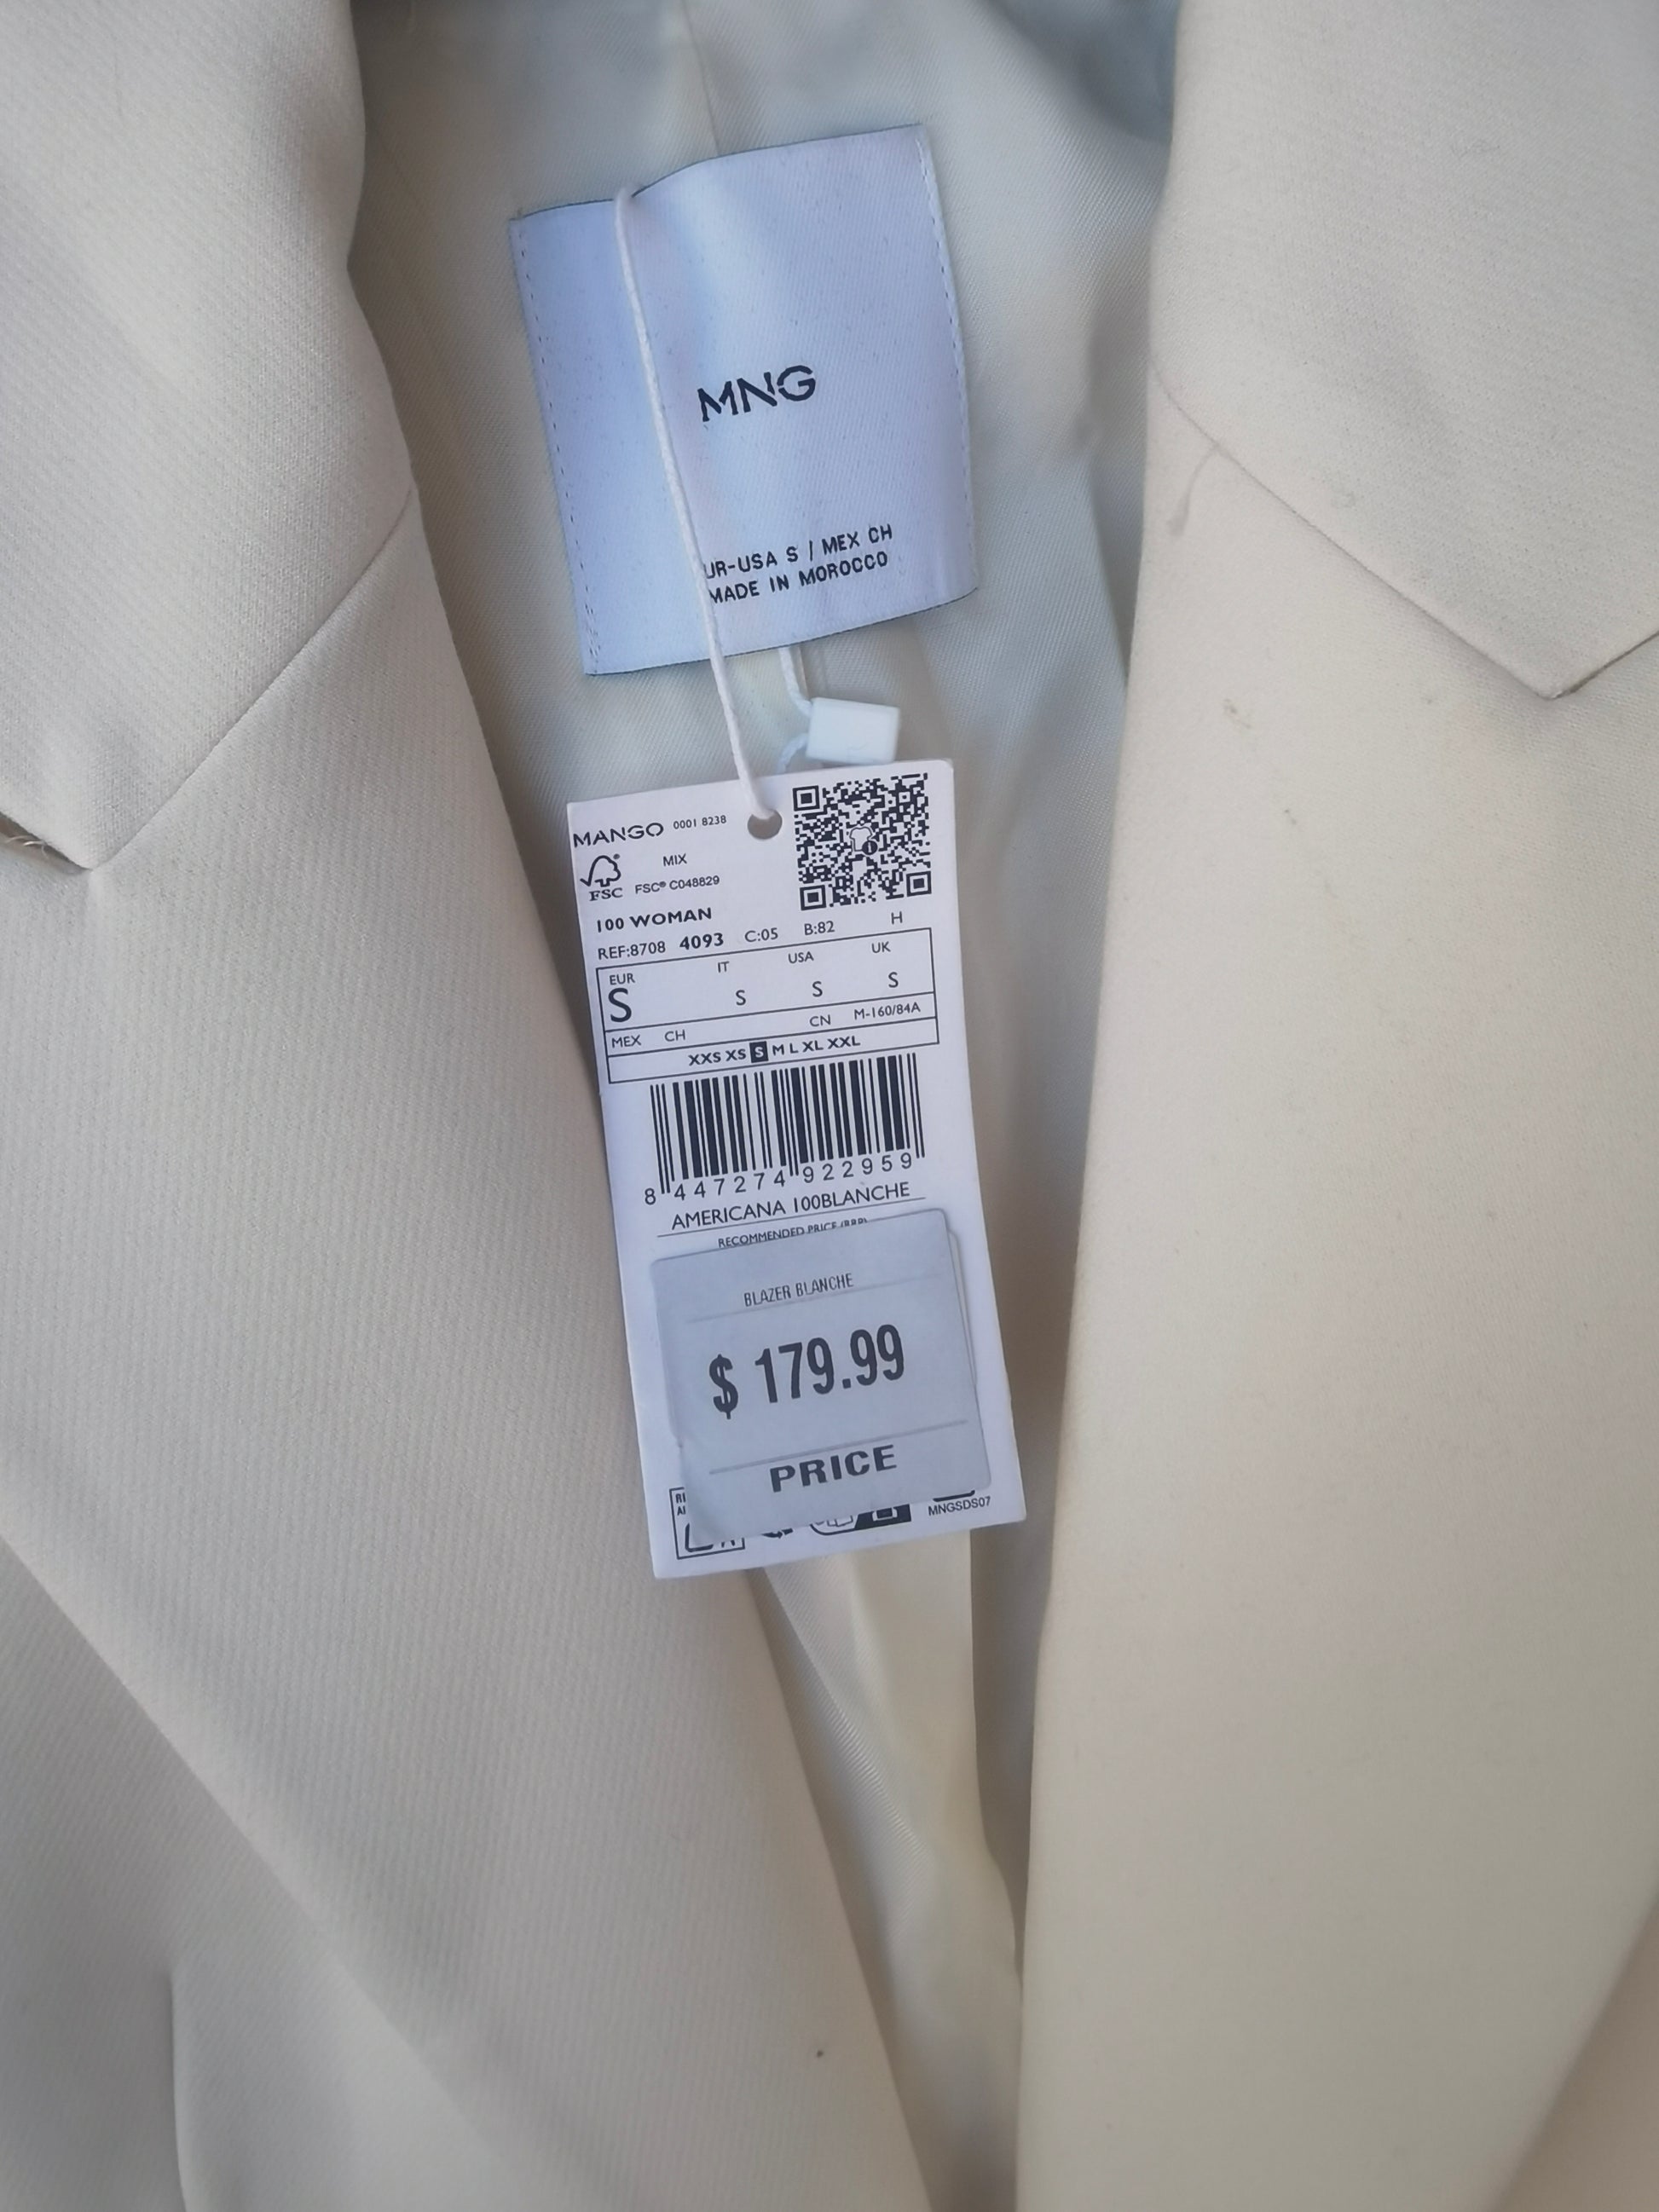 MNG
UR-USA S / MEX CH
MADE IN MOROCCO
MANGO 0001 8238
MIX
FSC FSC® C048829
100 WOMAN
REF:8708 4093 C:05 B:82 H
EUR IT USA UK
S S S S
MEX CH CN M-160/84A
XXS XS S M L XL XXL
8 447274 922959
AMERICANA 100BLANCHE
RECOMMENDED PRICE (RRP)
BLAZER BLANCHE
$ 179.99
PRICE
MNGSDS07